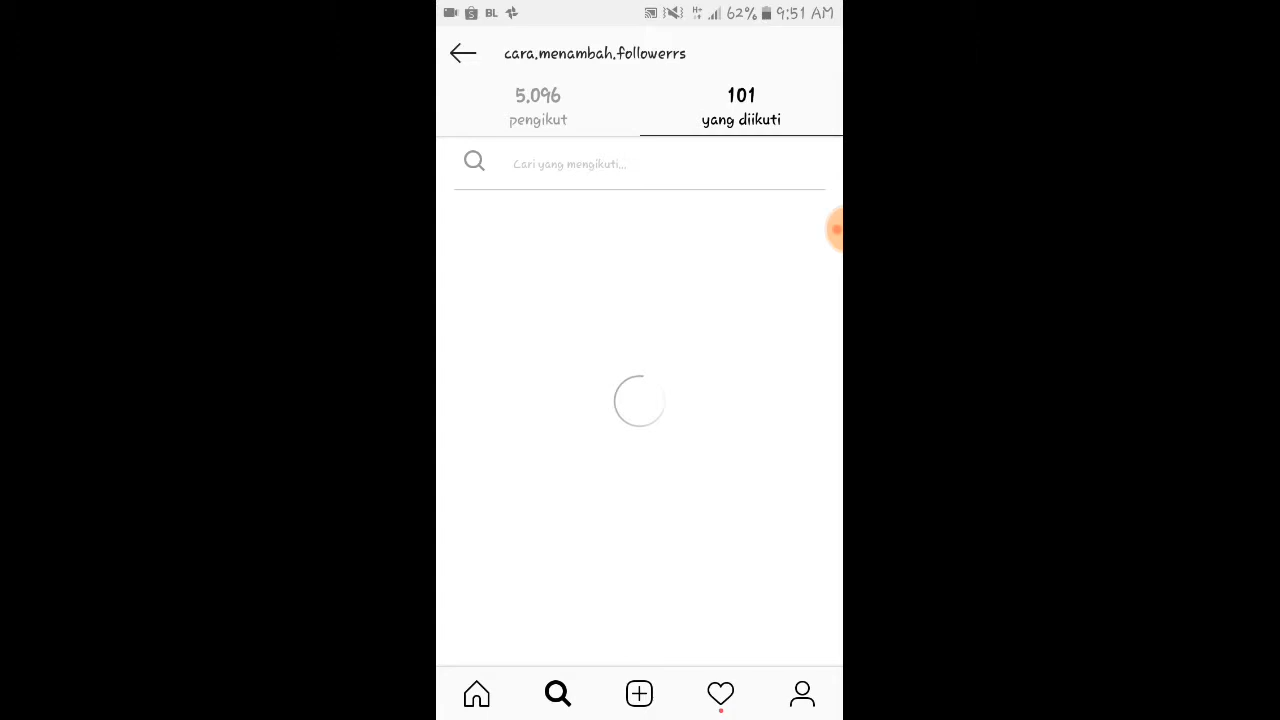 BL 62% 9:51 AM
cara.menambah.followerrs
5.096 101
pengikut yang diikuti
Cari yang mengikuti...